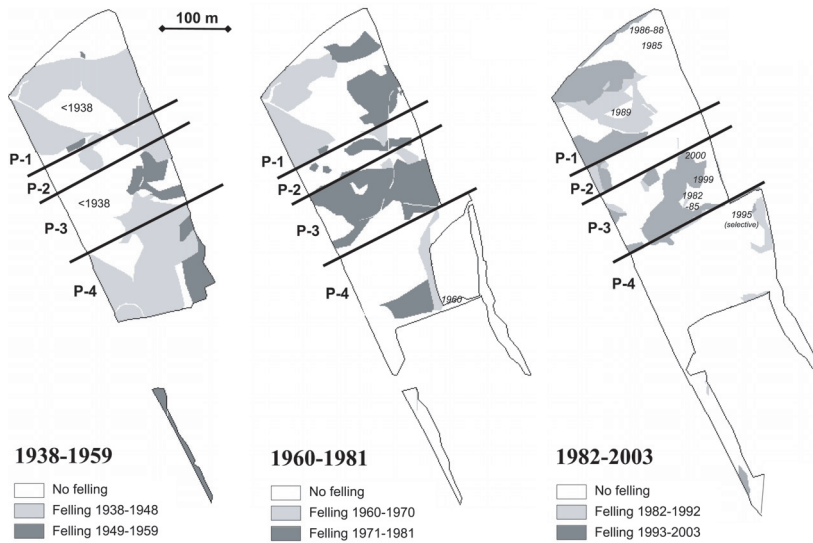 100 m
<1938
P-1
P-2
<1938
P-3
P-4
1938-1959
No felling
Felling 1938-1948
Felling 1949-1959
P-1
P-2
P-3
P-4
1960
1960-1981
No felling
Felling 1960-1970
Felling 1971-1981
1986-88
1985
1989
P-1
2000
P-2
1999
1982
-85
P-3
1995
(selective)
P-4
1982-2003
No felling
Felling 1982-1992
Felling 1993-2003